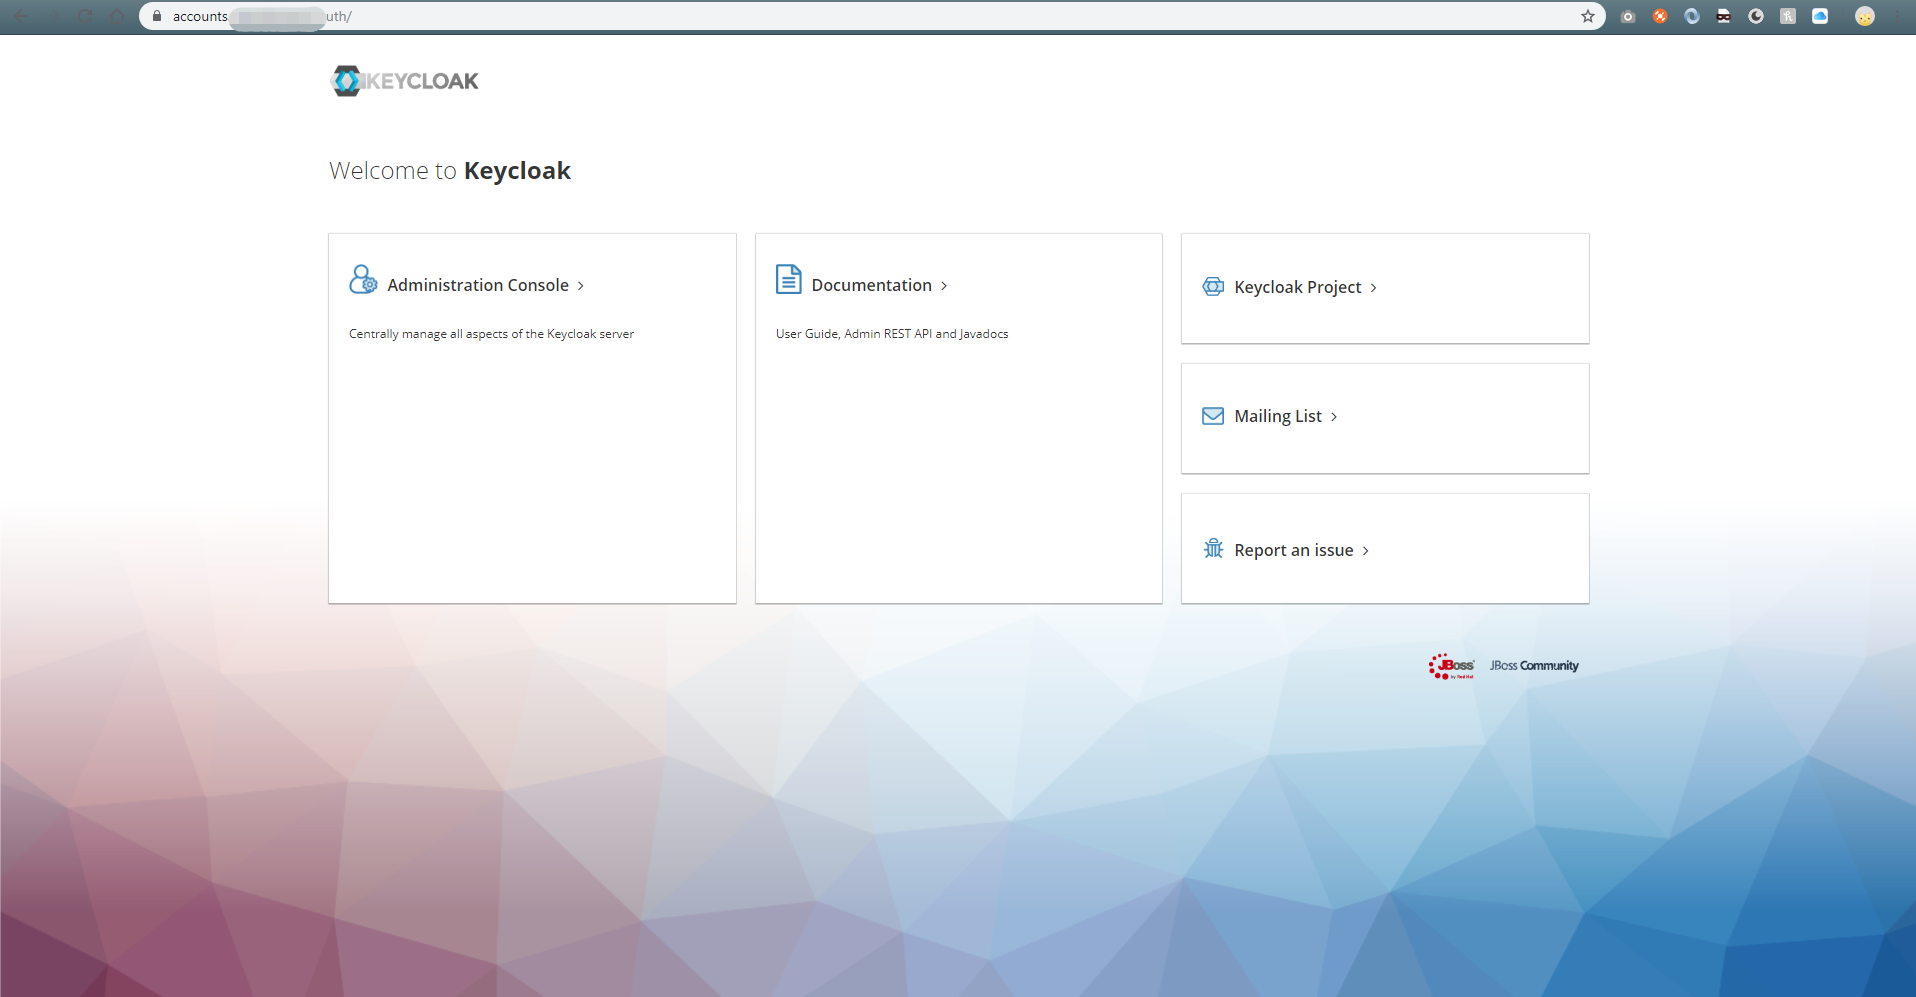 accounts. uth/
KEYCLOAK
Welcome to Keycloak
Administration Console
Centrally manage all aspects of the Keycloak server
Documentation
User Guide, Admin REST API and Javadocs
Keycloak Project
Mailing List
Report an issue
JBoss by Red Hat
JBoss Community